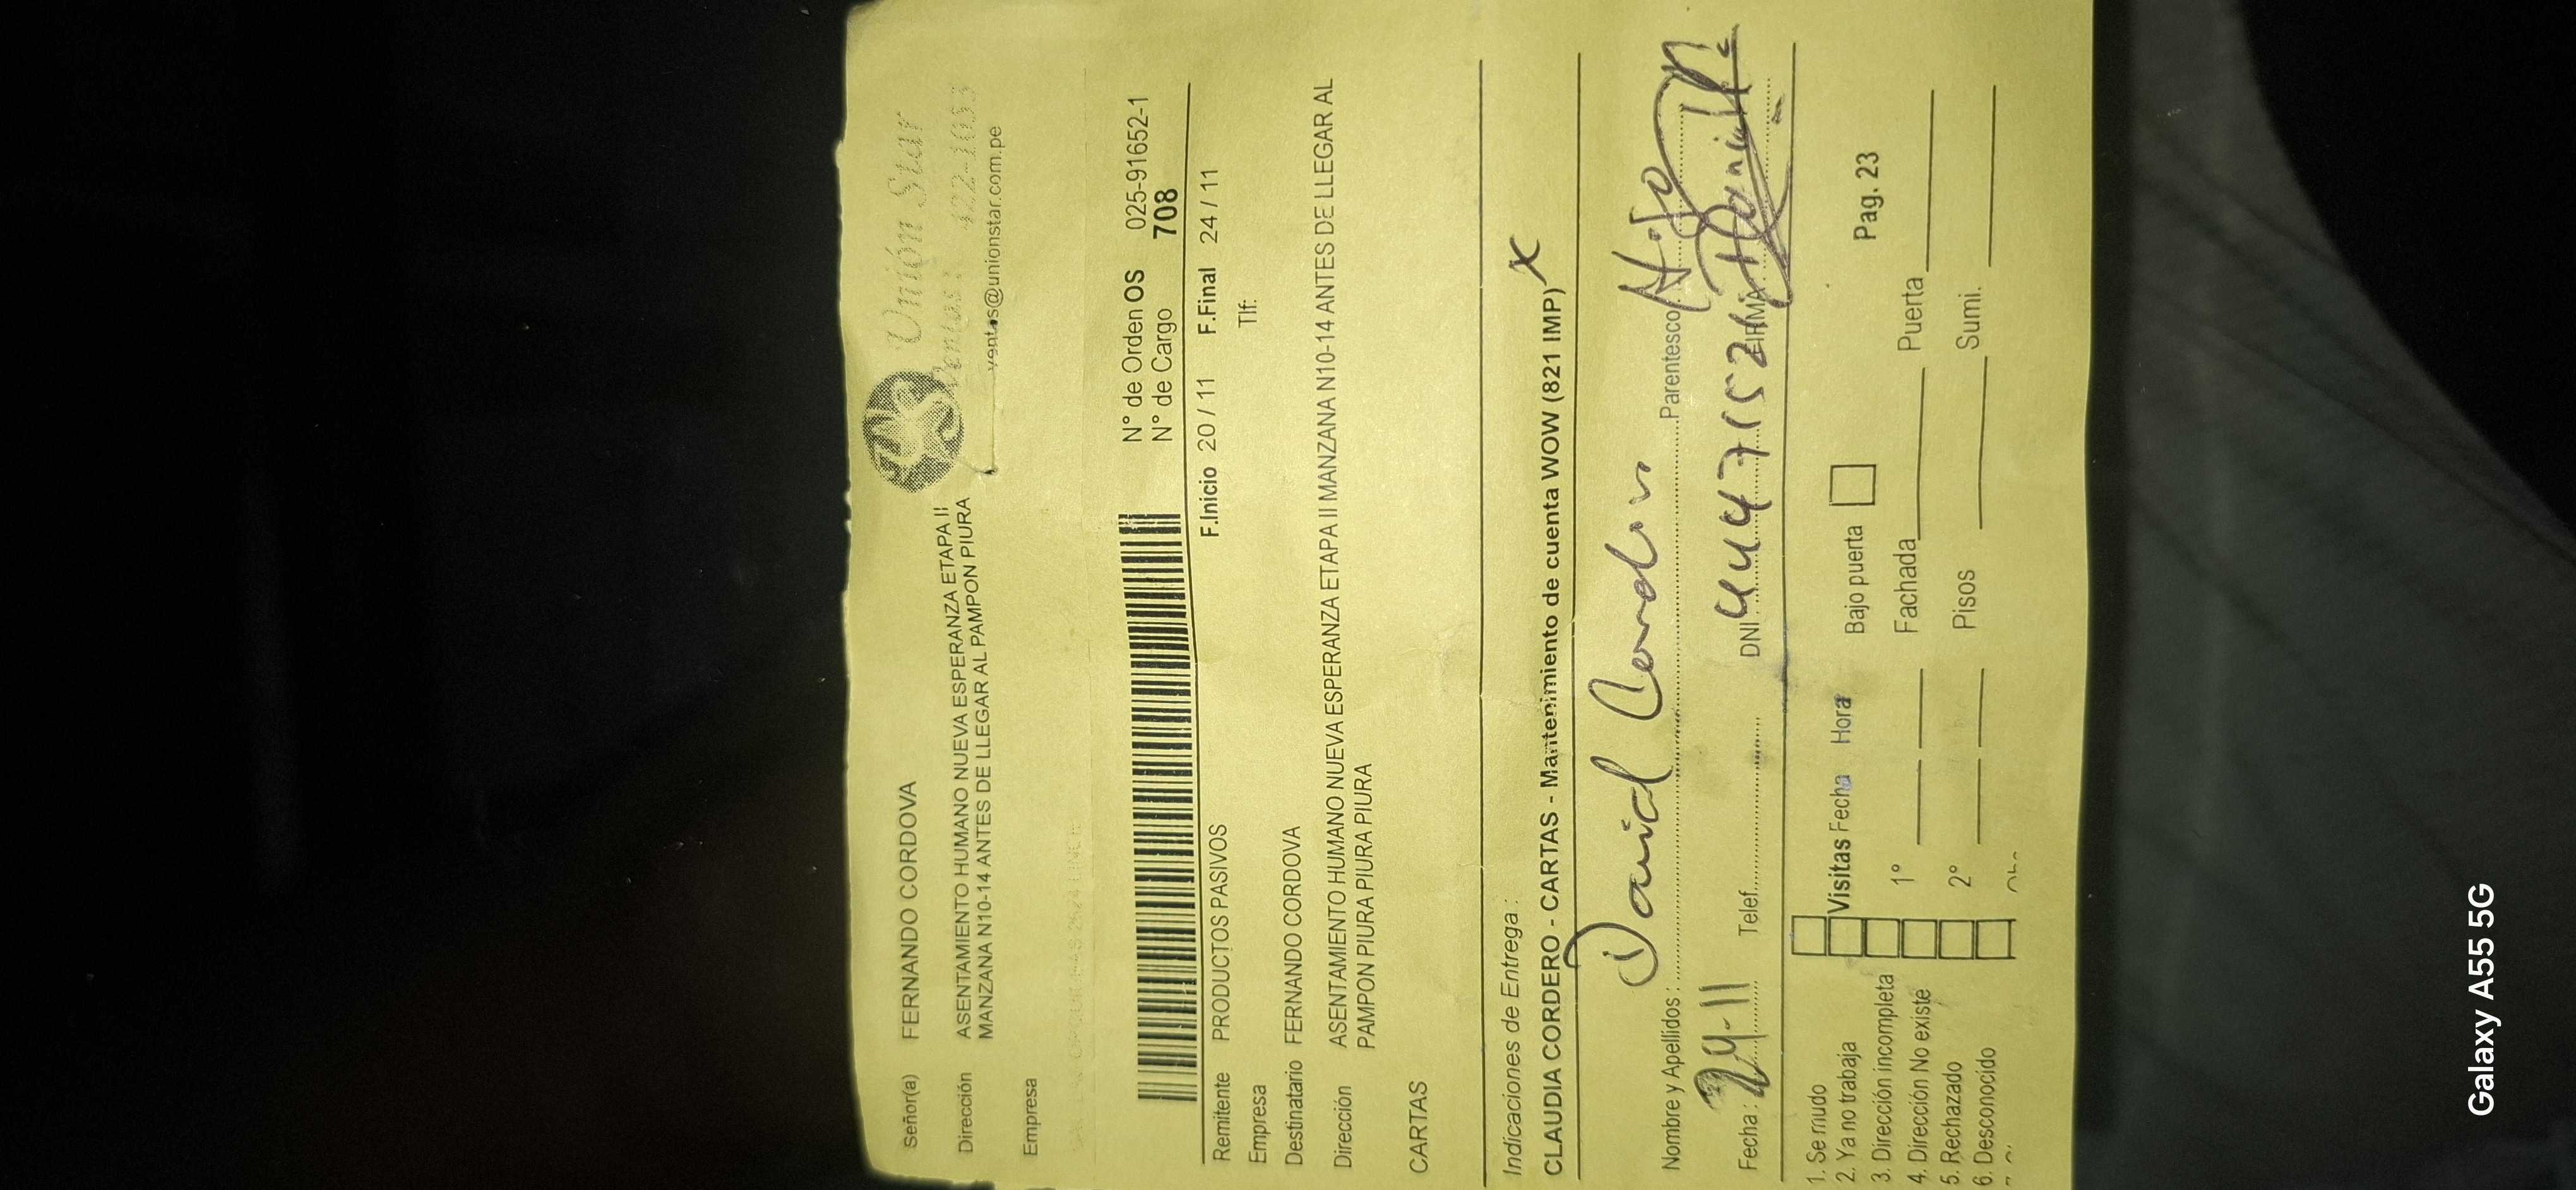 Unión Star
Ventas : 422-1033
ventas@unionstar.com.pe
Señor(a) FERNANDO CORDOVA
Dirección ASENTAMIENTO HUMANO NUEVA ESPERANZA ETAPA II
MANZANA N10-14 ANTES DE LLEGAR AL PAMPON PIURA
Empresa
N° de Orden OS 025-91652-1
N° de Cargo 708
F.Inicio 20 / 11 F.Final 24 / 11
Remitente PRODUCTOS PASIVOS
Tlf:
Empresa
Destinatario FERNANDO CORDOVA
Dirección ASENTAMIENTO HUMANO NUEVA ESPERANZA ETAPA II MANZANA N10-14 ANTES DE LLEGAR AL
PAMPON PIURA PIURA PIURA
CARTAS
Indicaciones de Entrega :
CLAUDIA CORDERO - CARTAS - Mantenimiento de cuenta WOW (821 IMP) X
Nombre y Apellidos : David Parentesco Hijo
Fecha : 24-11 Telef. DNI FIRMA
1. Se mudo
2. Ya no trabaja Visitas Fecha Hora Bajo puerta Pag. 23
3. Dirección incompleta
4. Dirección No existe 1° Fachada Puerta
5. Rechazado
6. Desconocido 2° Pisos Sumi.